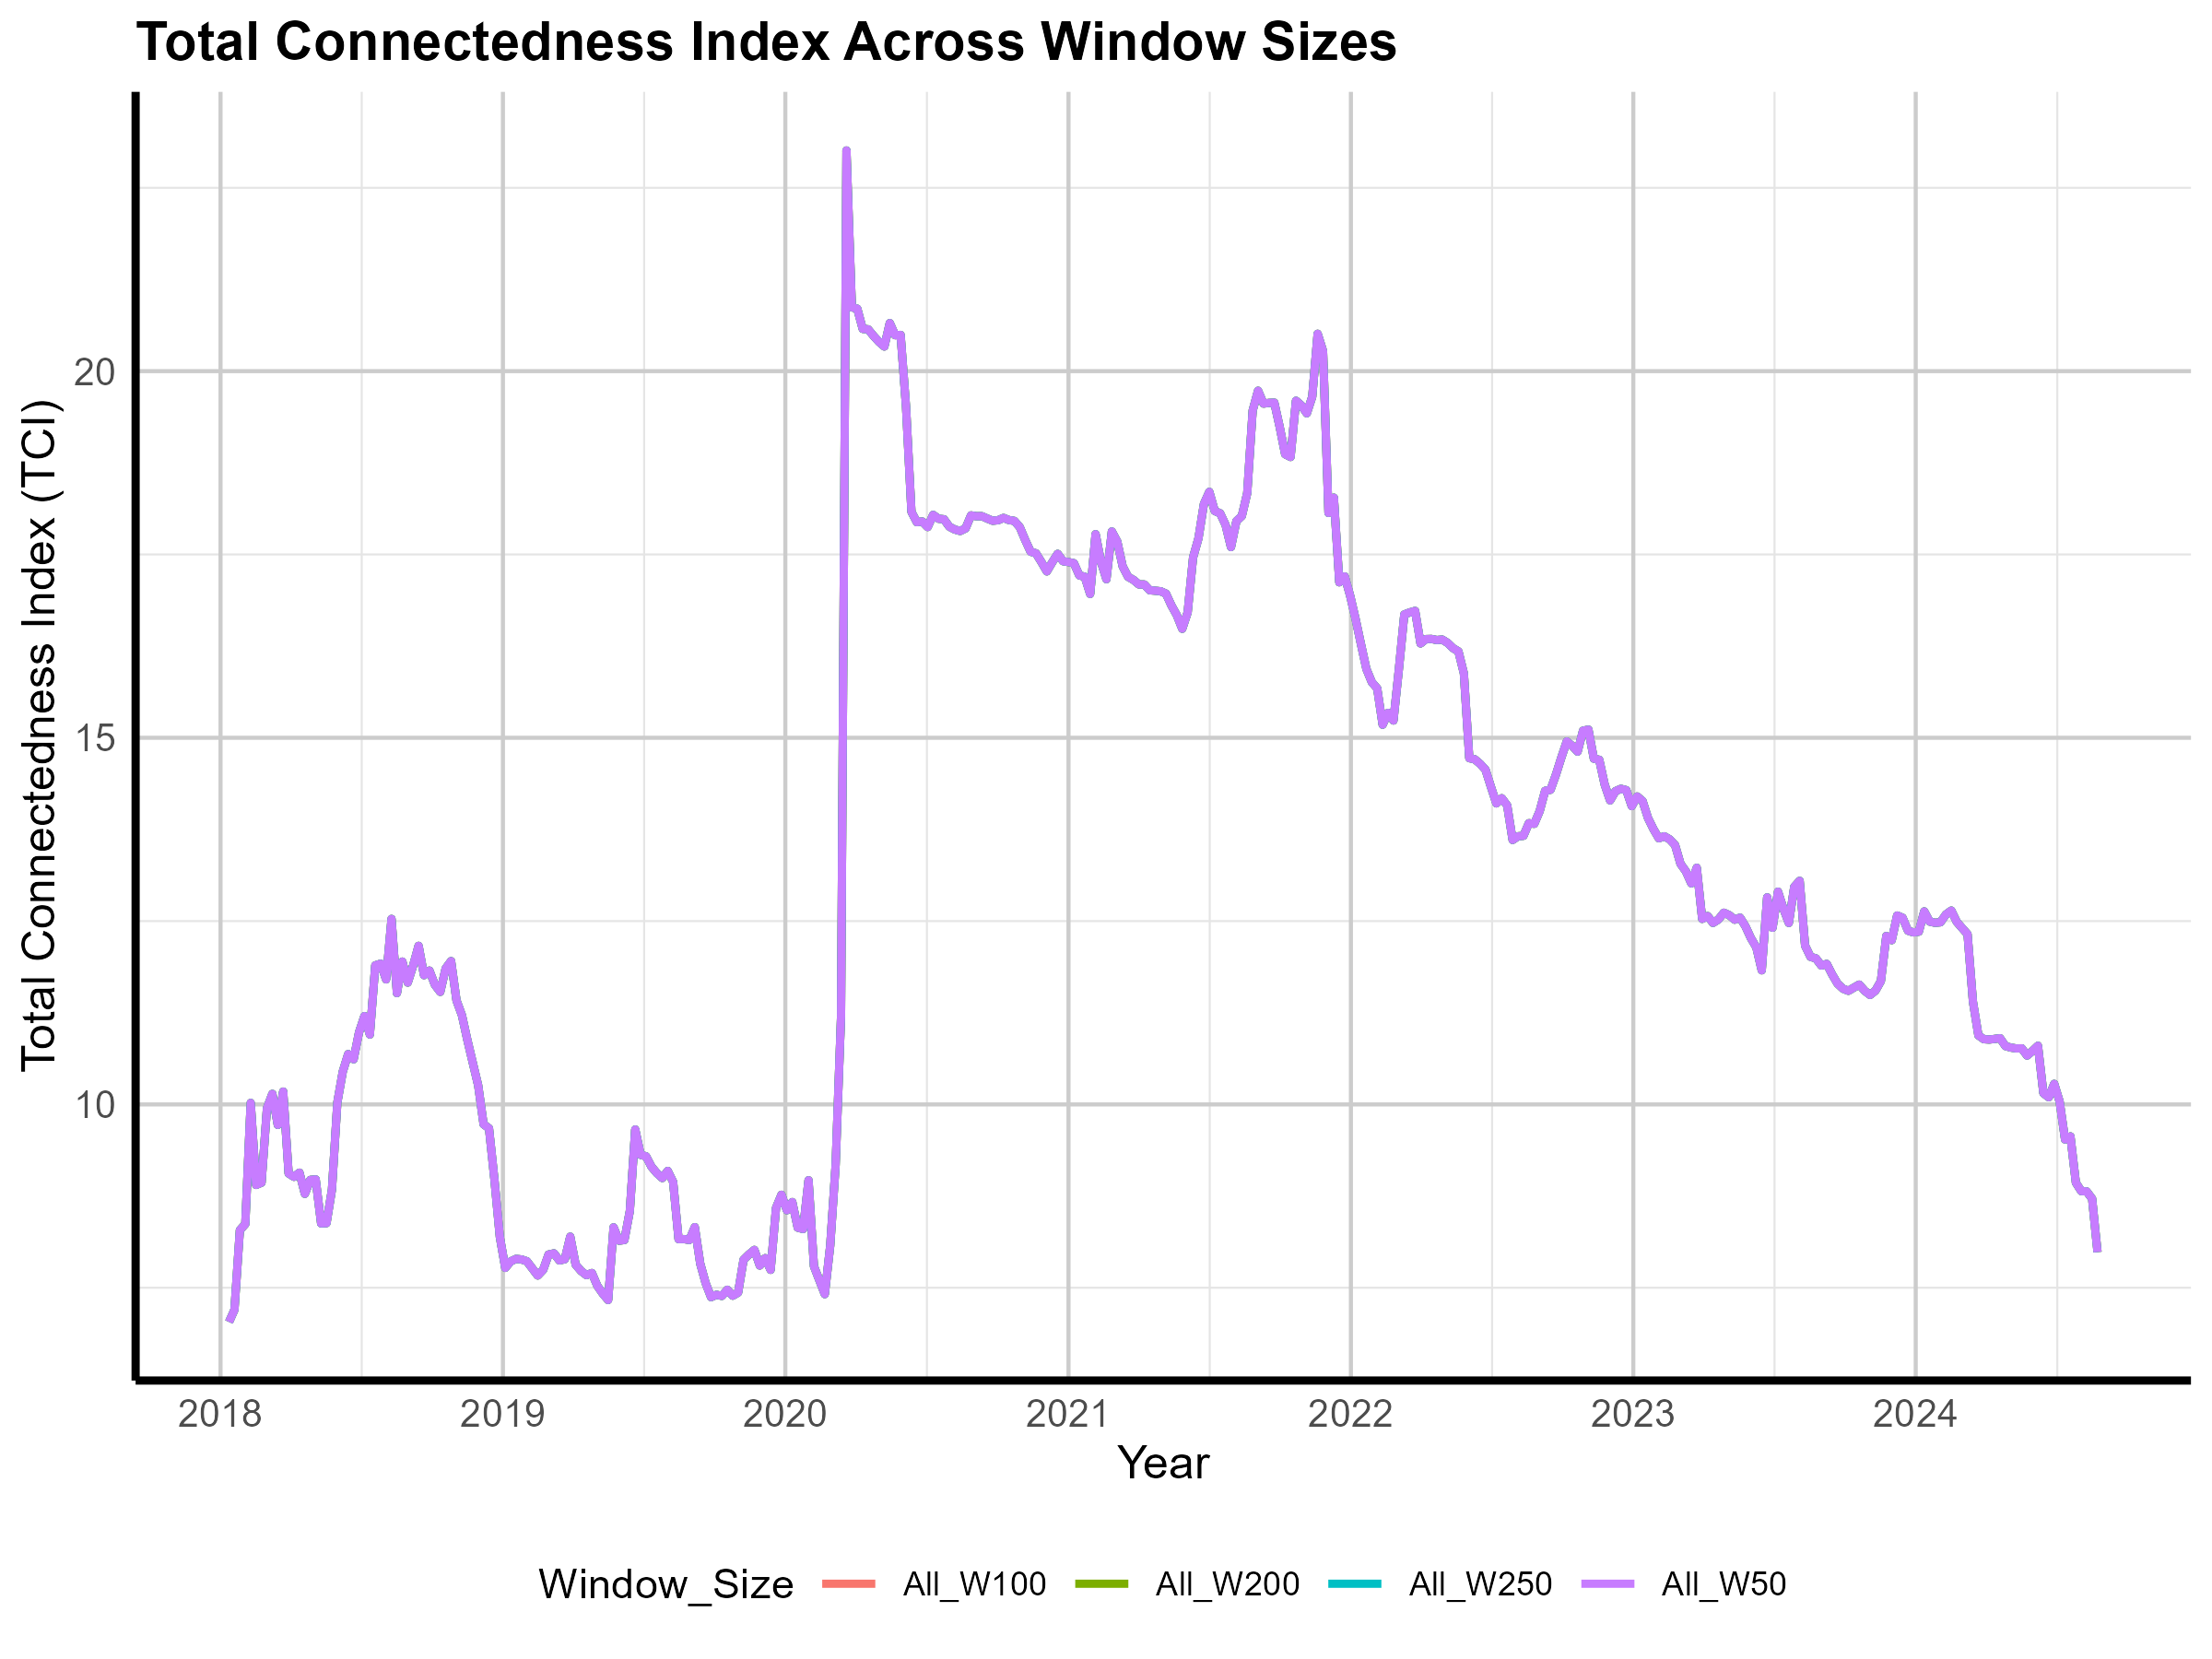 Total Connectedness Index Across Window Sizes
Total Connectedness Index (TCI)
20
15
10
2018 2019 2020 2021 2022 2023 2024
Year
Window_Size All_W100 All_W200 All_W250 All_W50